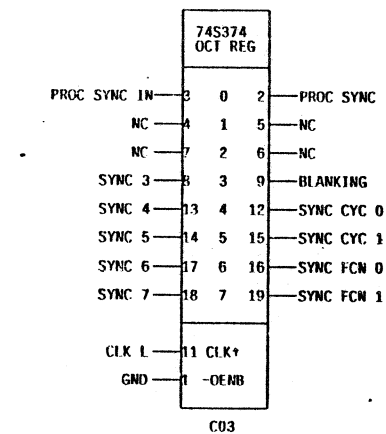 74S374
OCT REG
PROC SYNC IN 3 0 2 PROC SYNC
NC 4 1 5 NC
NC 7 2 6 NC
SYNC 3 8 3 9 BLANKING
SYNC 4 13 4 12 SYNC CYC 0
SYNC 5 14 5 15 SYNC CYC 1
SYNC 6 17 6 16 SYNC FCN 0
SYNC 7 18 7 19 SYNC FCN 1
CLK L 11 CLK↑
GND 1 -OENB
C03